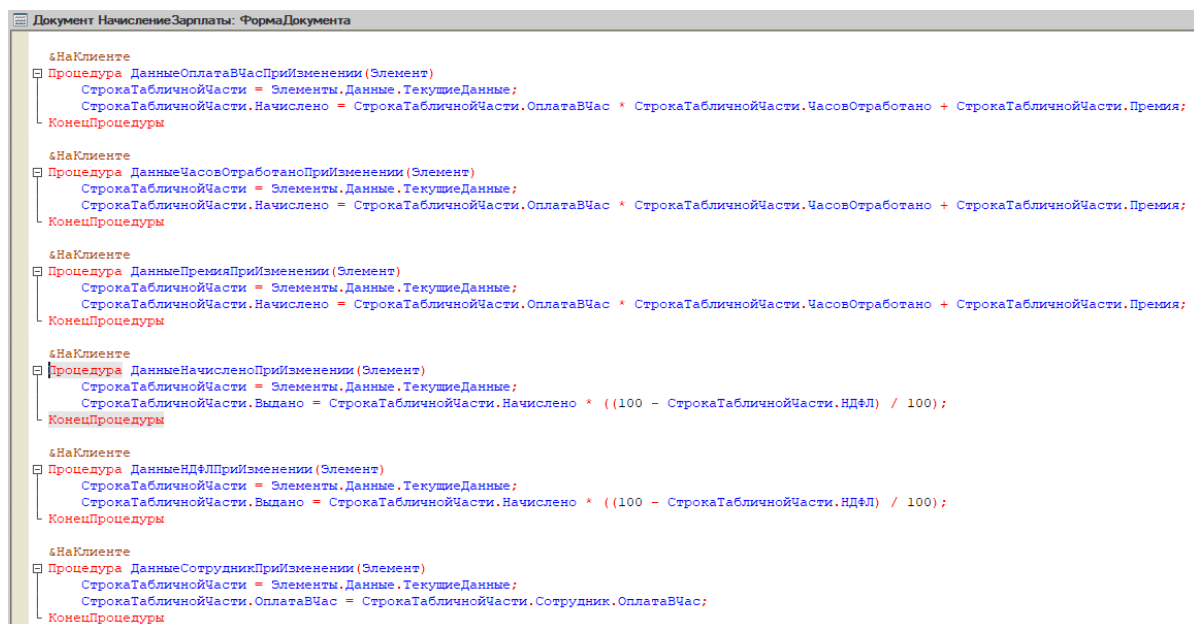 Документ НачислениеЗарплаты: ФормаДокумента
&НаКлиенте
Процедура ДанныеОплатаВЧасПриИзменении(Элемент)
СтрокаТабличнойЧасти = Элементы.Данные.ТекущиеДанные;
СтрокаТабличнойЧасти.Начислено = СтрокаТабличнойЧасти.ОплатаВЧас * СтрокаТабличнойЧасти.ЧасовОтработано + СтрокаТабличнойЧасти.Премия;
КонецПроцедуры
&НаКлиенте
Процедура ДанныеЧасовОтработаноПриИзменении(Элемент)
СтрокаТабличнойЧасти = Элементы.Данные.ТекущиеДанные;
СтрокаТабличнойЧасти.Начислено = СтрокаТабличнойЧасти.ОплатаВЧас * СтрокаТабличнойЧасти.ЧасовОтработано + СтрокаТабличнойЧасти.Премия;
КонецПроцедуры
&НаКлиенте
Процедура ДанныеПремияПриИзменении(Элемент)
СтрокаТабличнойЧасти = Элементы.Данные.ТекущиеДанные;
СтрокаТабличнойЧасти.Начислено = СтрокаТабличнойЧасти.ОплатаВЧас * СтрокаТабличнойЧасти.ЧасовОтработано + СтрокаТабличнойЧасти.Премия;
КонецПроцедуры
&НаКлиенте
Процедура ДанныеНачисленоПриИзменении(Элемент)
СтрокаТабличнойЧасти = Элементы.Данные.ТекущиеДанные;
СтрокаТабличнойЧасти.Выдано = СтрокаТабличнойЧасти.Начислено * ((100 - СтрокаТабличнойЧасти.НДФЛ) / 100);
КонецПроцедуры
&НаКлиенте
Процедура ДанныеНДФЛПриИзменении(Элемент)
СтрокаТабличнойЧасти = Элементы.Данные.ТекущиеДанные;
СтрокаТабличнойЧасти.Выдано = СтрокаТабличнойЧасти.Начислено * ((100 - СтрокаТабличнойЧасти.НДФЛ) / 100);
КонецПроцедуры
&НаКлиенте
Процедура ДанныеСотрудникПриИзменении(Элемент)
СтрокаТабличнойЧасти = Элементы.Данные.ТекущиеДанные;
СтрокаТабличнойЧасти.ОплатаВЧас = СтрокаТабличнойЧасти.Сотрудник.ОплатаВЧас;
КонецПроцедуры